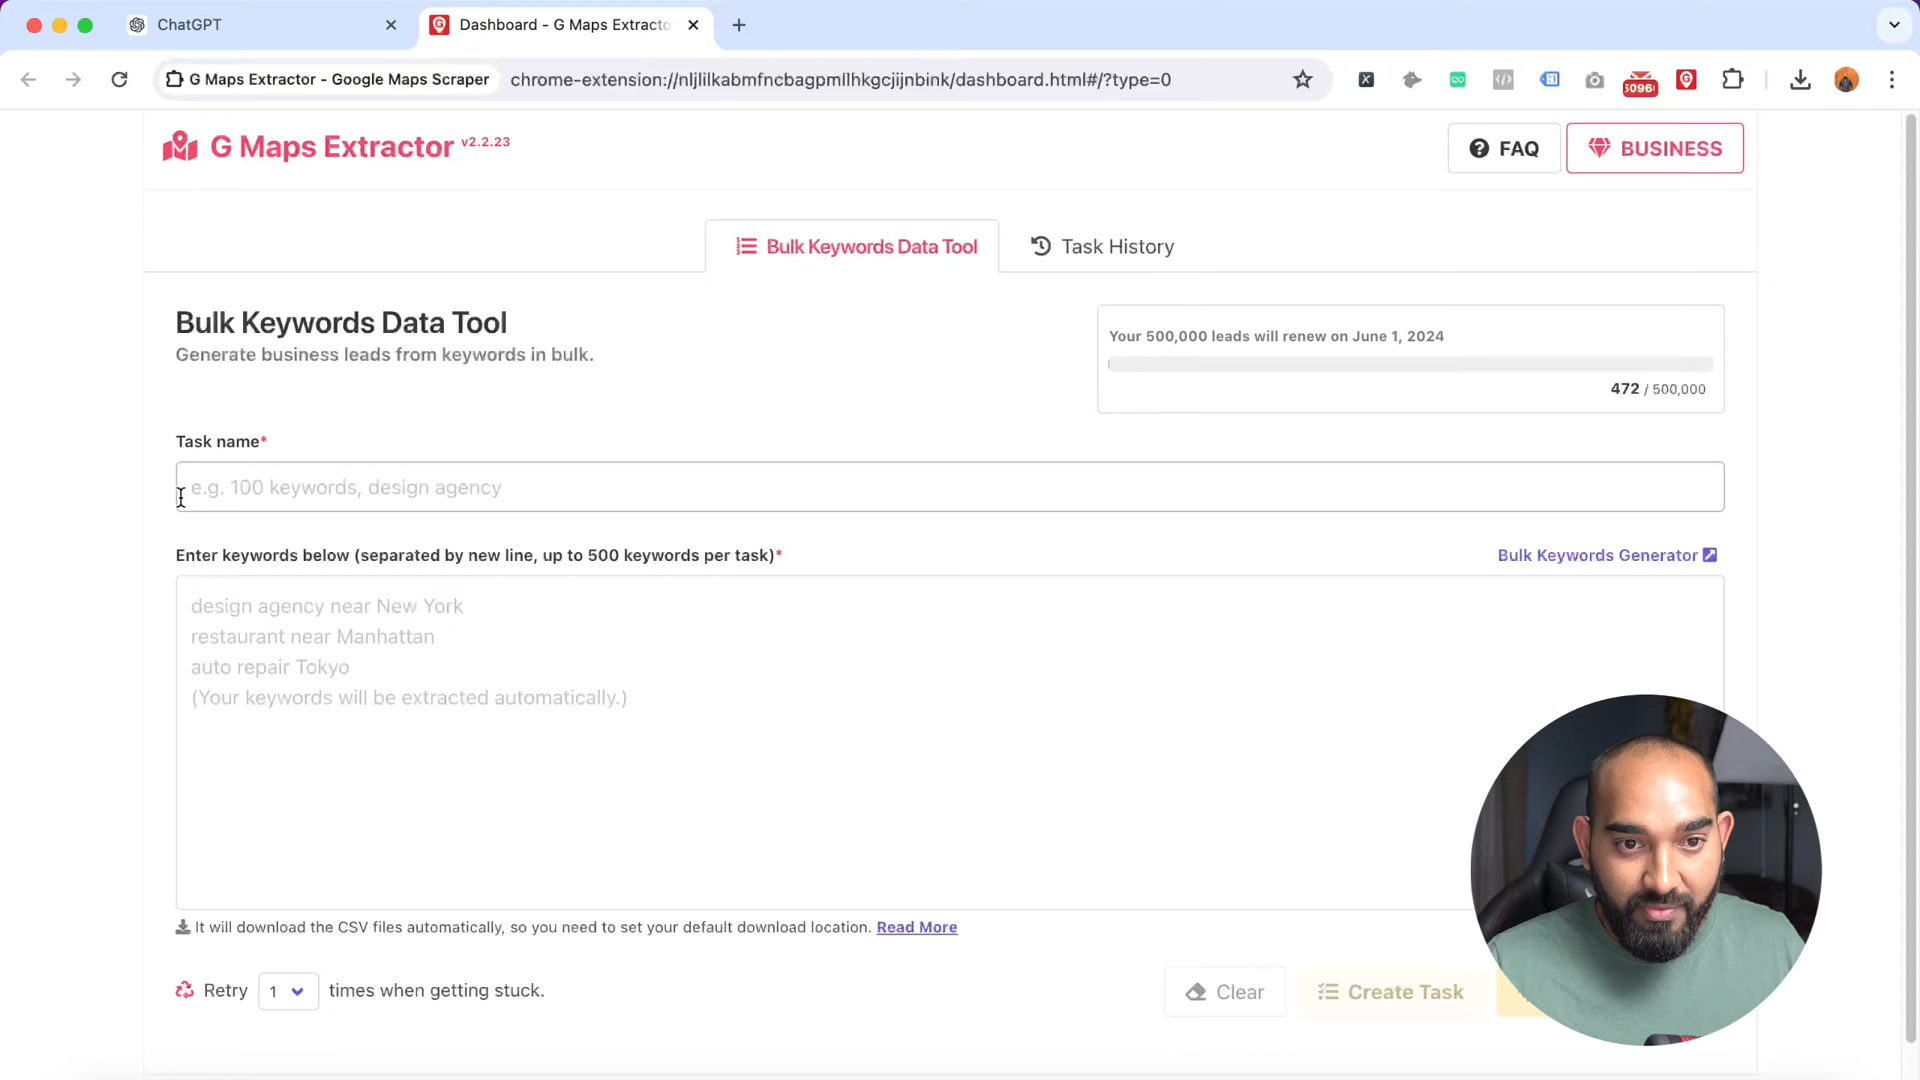 ChatGPT
Dashboard - G Maps Extracto
G Maps Extractor - Google Maps Scraper
chrome-extension://nljlilkabmfncbagpmllhkgcjijnbink/dashboard.html#/?type=0
G Maps Extractor v2.2.23
FAQ
BUSINESS
Bulk Keywords Data Tool
Task History
Bulk Keywords Data Tool
Generate business leads from keywords in bulk.
Your 500,000 leads will renew on June 1, 2024
472 / 500,000
Task name*
e.g. 100 keywords, design agency
Enter keywords below (separated by new line, up to 500 keywords per task)*
Bulk Keywords Generator
design agency near New York
restaurant near Manhattan
auto repair Tokyo
(Your keywords will be extracted automatically.)
It will download the CSV files automatically, so you need to set your default download location. Read More
Retry 1 times when getting stuck.
Clear
Create Task